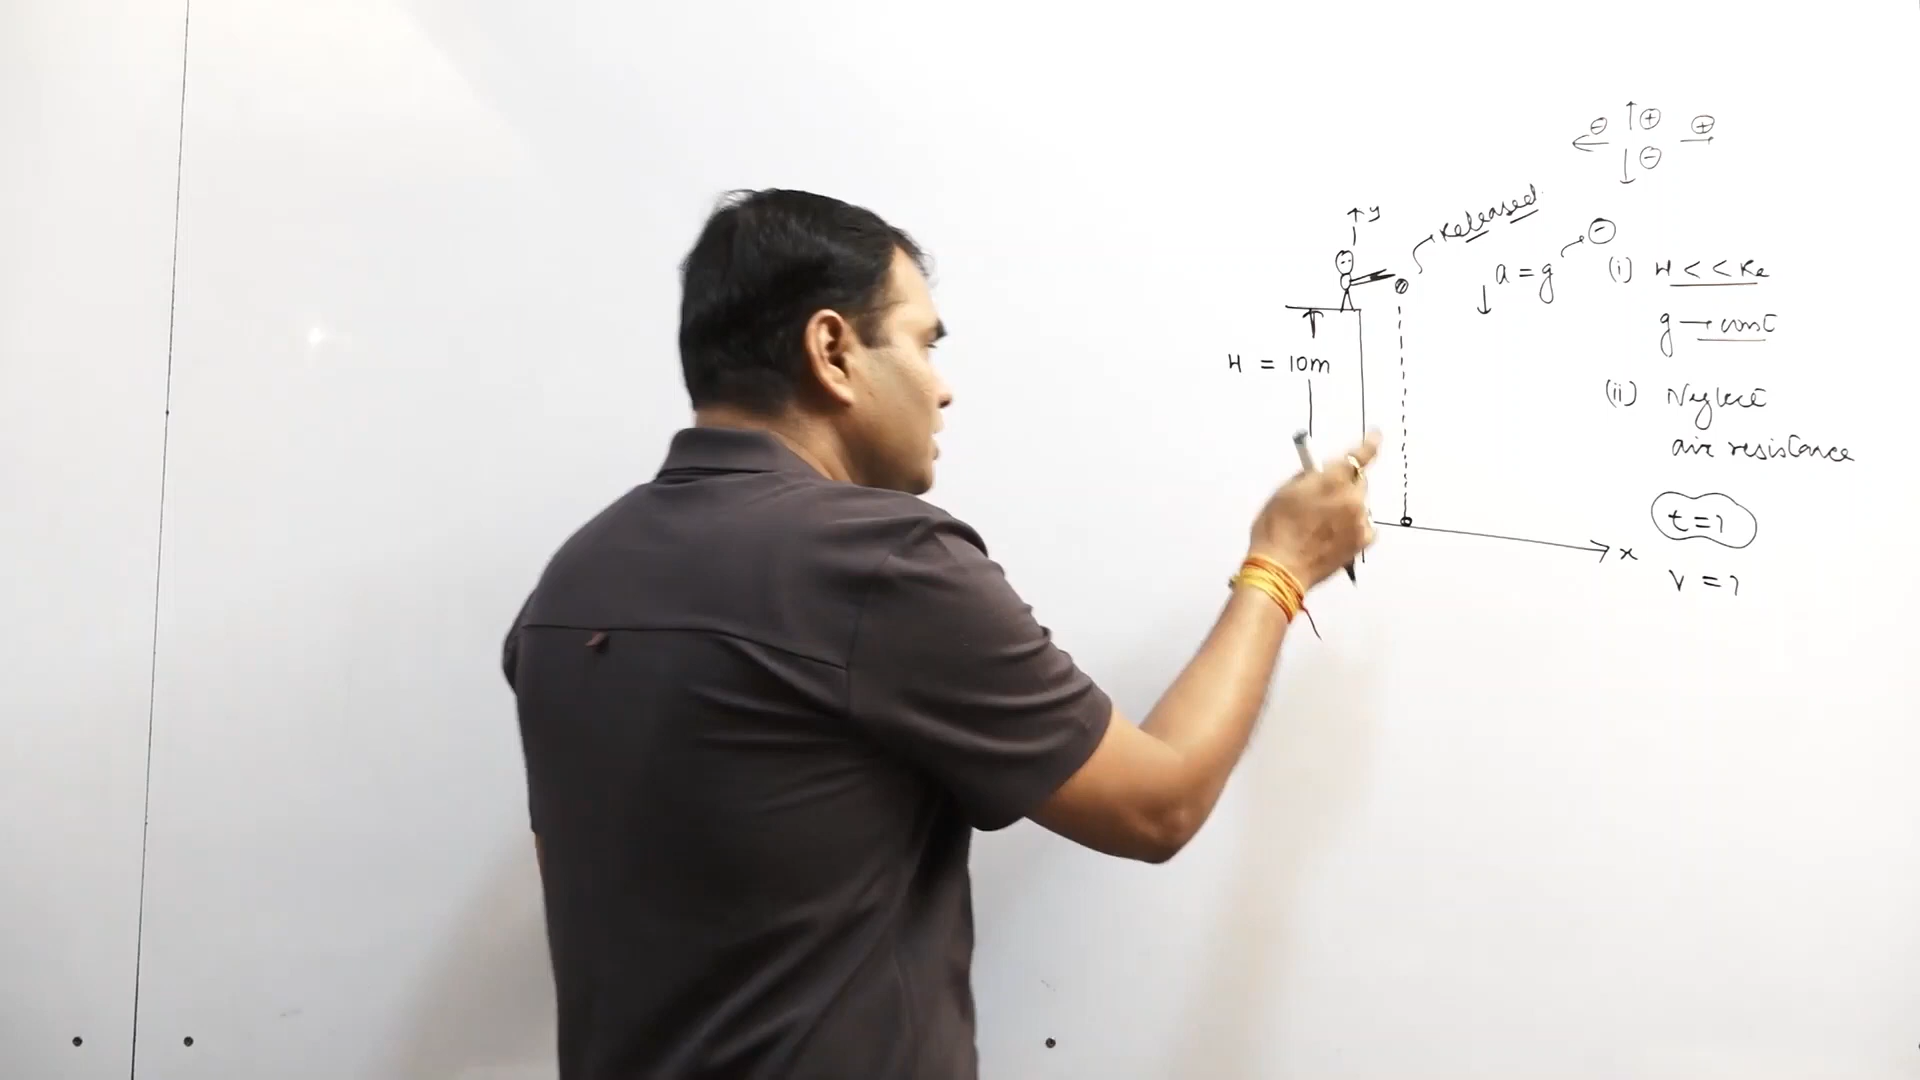 ⊖ ↑ ⊕ ⊕
↓ ⊖
↑ y
Released
a = g
⊖
(i) H << Re
g → const
H = 10m
(ii) Neglect
air resistance
t = ?
x
v = ?